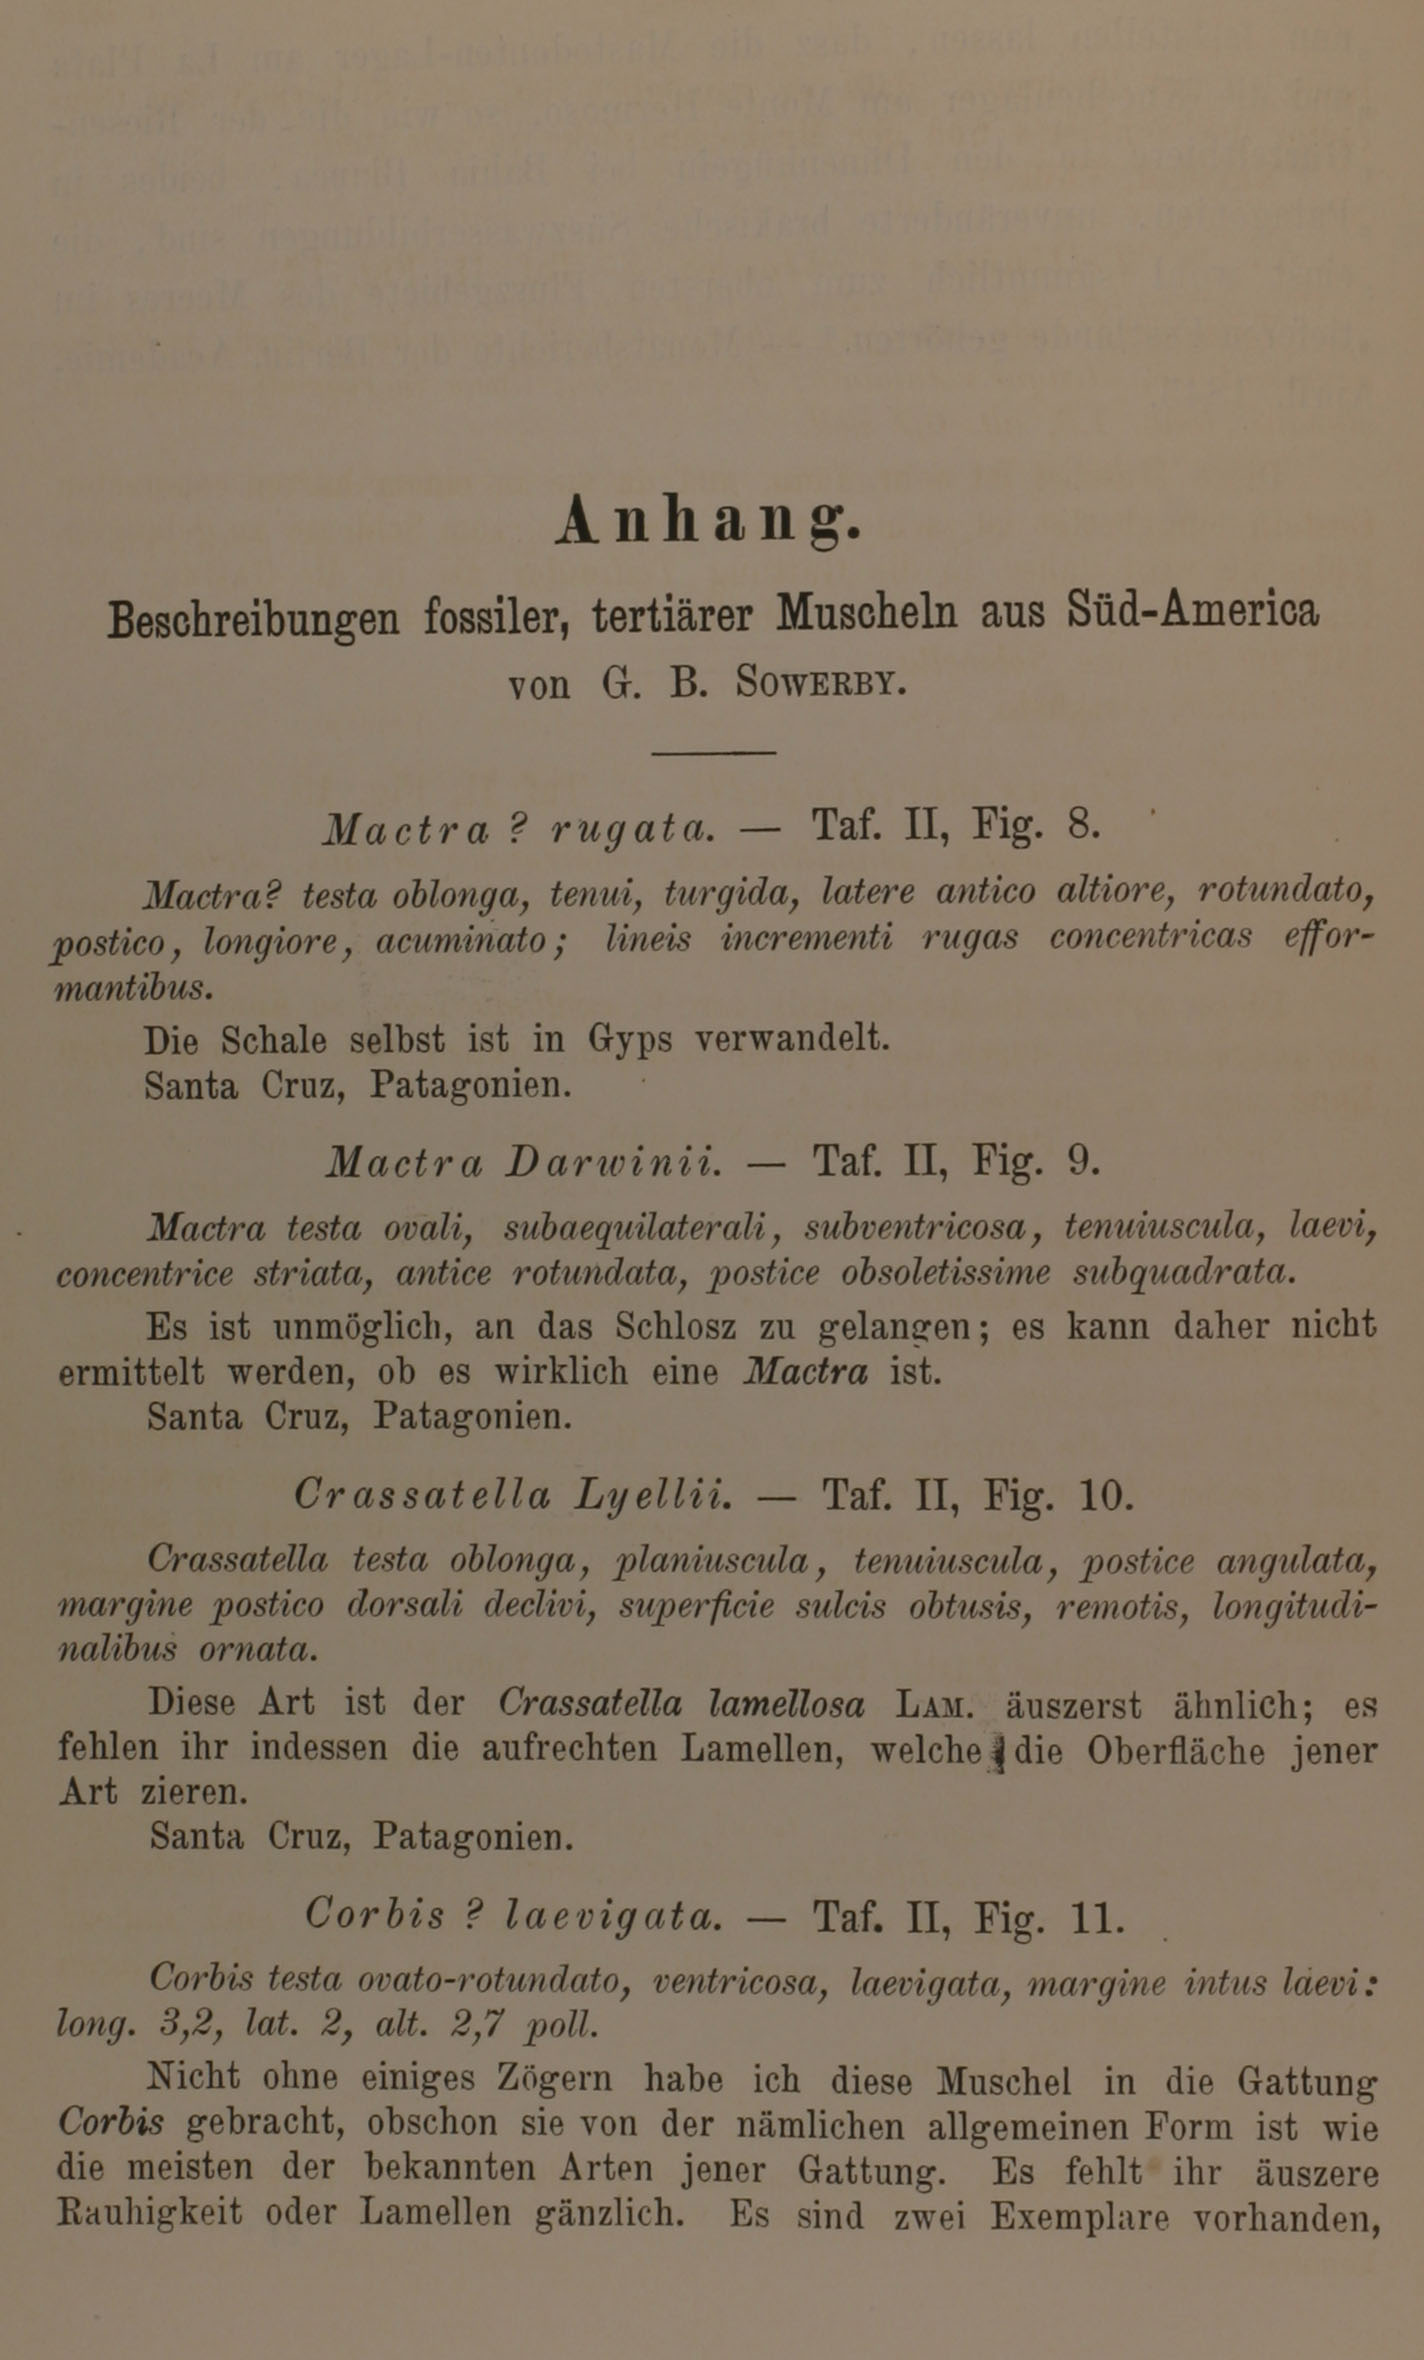 Anhang.
Beschreibungen fossiler, tertiärer Muscheln aus Süd-America
von G. B. SOWERBY.
Mactra ? rugata. — Taf. II, Fig. 8.
Mactra? testa oblonga, tenui, turgida, latere antico altiore, rotundato,
postico, longiore, acuminato; lineis incrementi rugas concentricas effor-
mantibus.
Die Schale selbst ist in Gyps verwandelt.
Santa Cruz, Patagonien.
Mactra Darwinii. — Taf. II, Fig. 9.
Mactra testa ovali, subaequilaterali, subventricosa, tenuiuscula, laevi,
concentrice striata, antice rotundata, postice obsoletissime subquadrata.
Es ist unmöglich, an das Schlosz zu gelangen; es kann daher nicht
ermittelt werden, ob es wirklich eine Mactra ist.
Santa Cruz, Patagonien.
Crassatella Lyellii. — Taf. II, Fig. 10.
Crassatella testa oblonga, planiuscula, tenuiuscula, postice angulata,
margine postico dorsali declivi, superficie sulcis obtusis, remotis, longitudi-
nalibus ornata.
Diese Art ist der Crassatella lamellosa LAM. äuszerst ähnlich; es
fehlen ihr indessen die aufrechten Lamellen, welche die Oberfläche jener
Art zieren.
Santa Cruz, Patagonien.
Corbis ? laevigata. — Taf. II, Fig. 11.
Corbis testa ovato-rotundato, ventricosa, laevigata, margine intus laevi:
long. 3,2, lat. 2, alt. 2,7 poll.
Nicht ohne einiges Zögern habe ich diese Muschel in die Gattung
Corbis gebracht, obschon sie von der nämlichen allgemeinen Form ist wie
die meisten der bekannten Arten jener Gattung. Es fehlt ihr äuszere
Rauhigkeit oder Lamellen gänzlich. Es sind zwei Exemplare vorhanden,